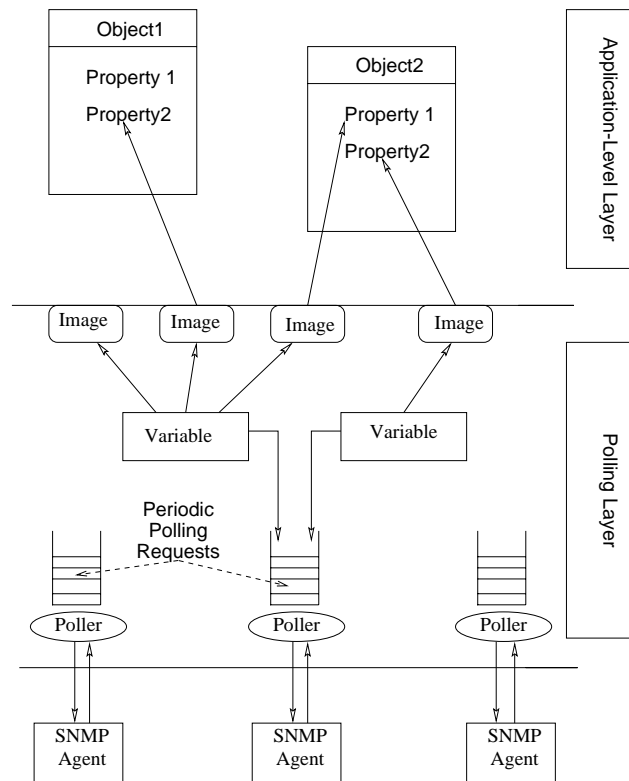 Object1
Property 1
Property2
Object2
Property 1
Property2
Application-Level Layer
Image
Image
Image
Image
Variable
Variable
Polling Layer
Periodic
Polling
Requests
Poller
Poller
Poller
SNMP
Agent
SNMP
Agent
SNMP
Agent